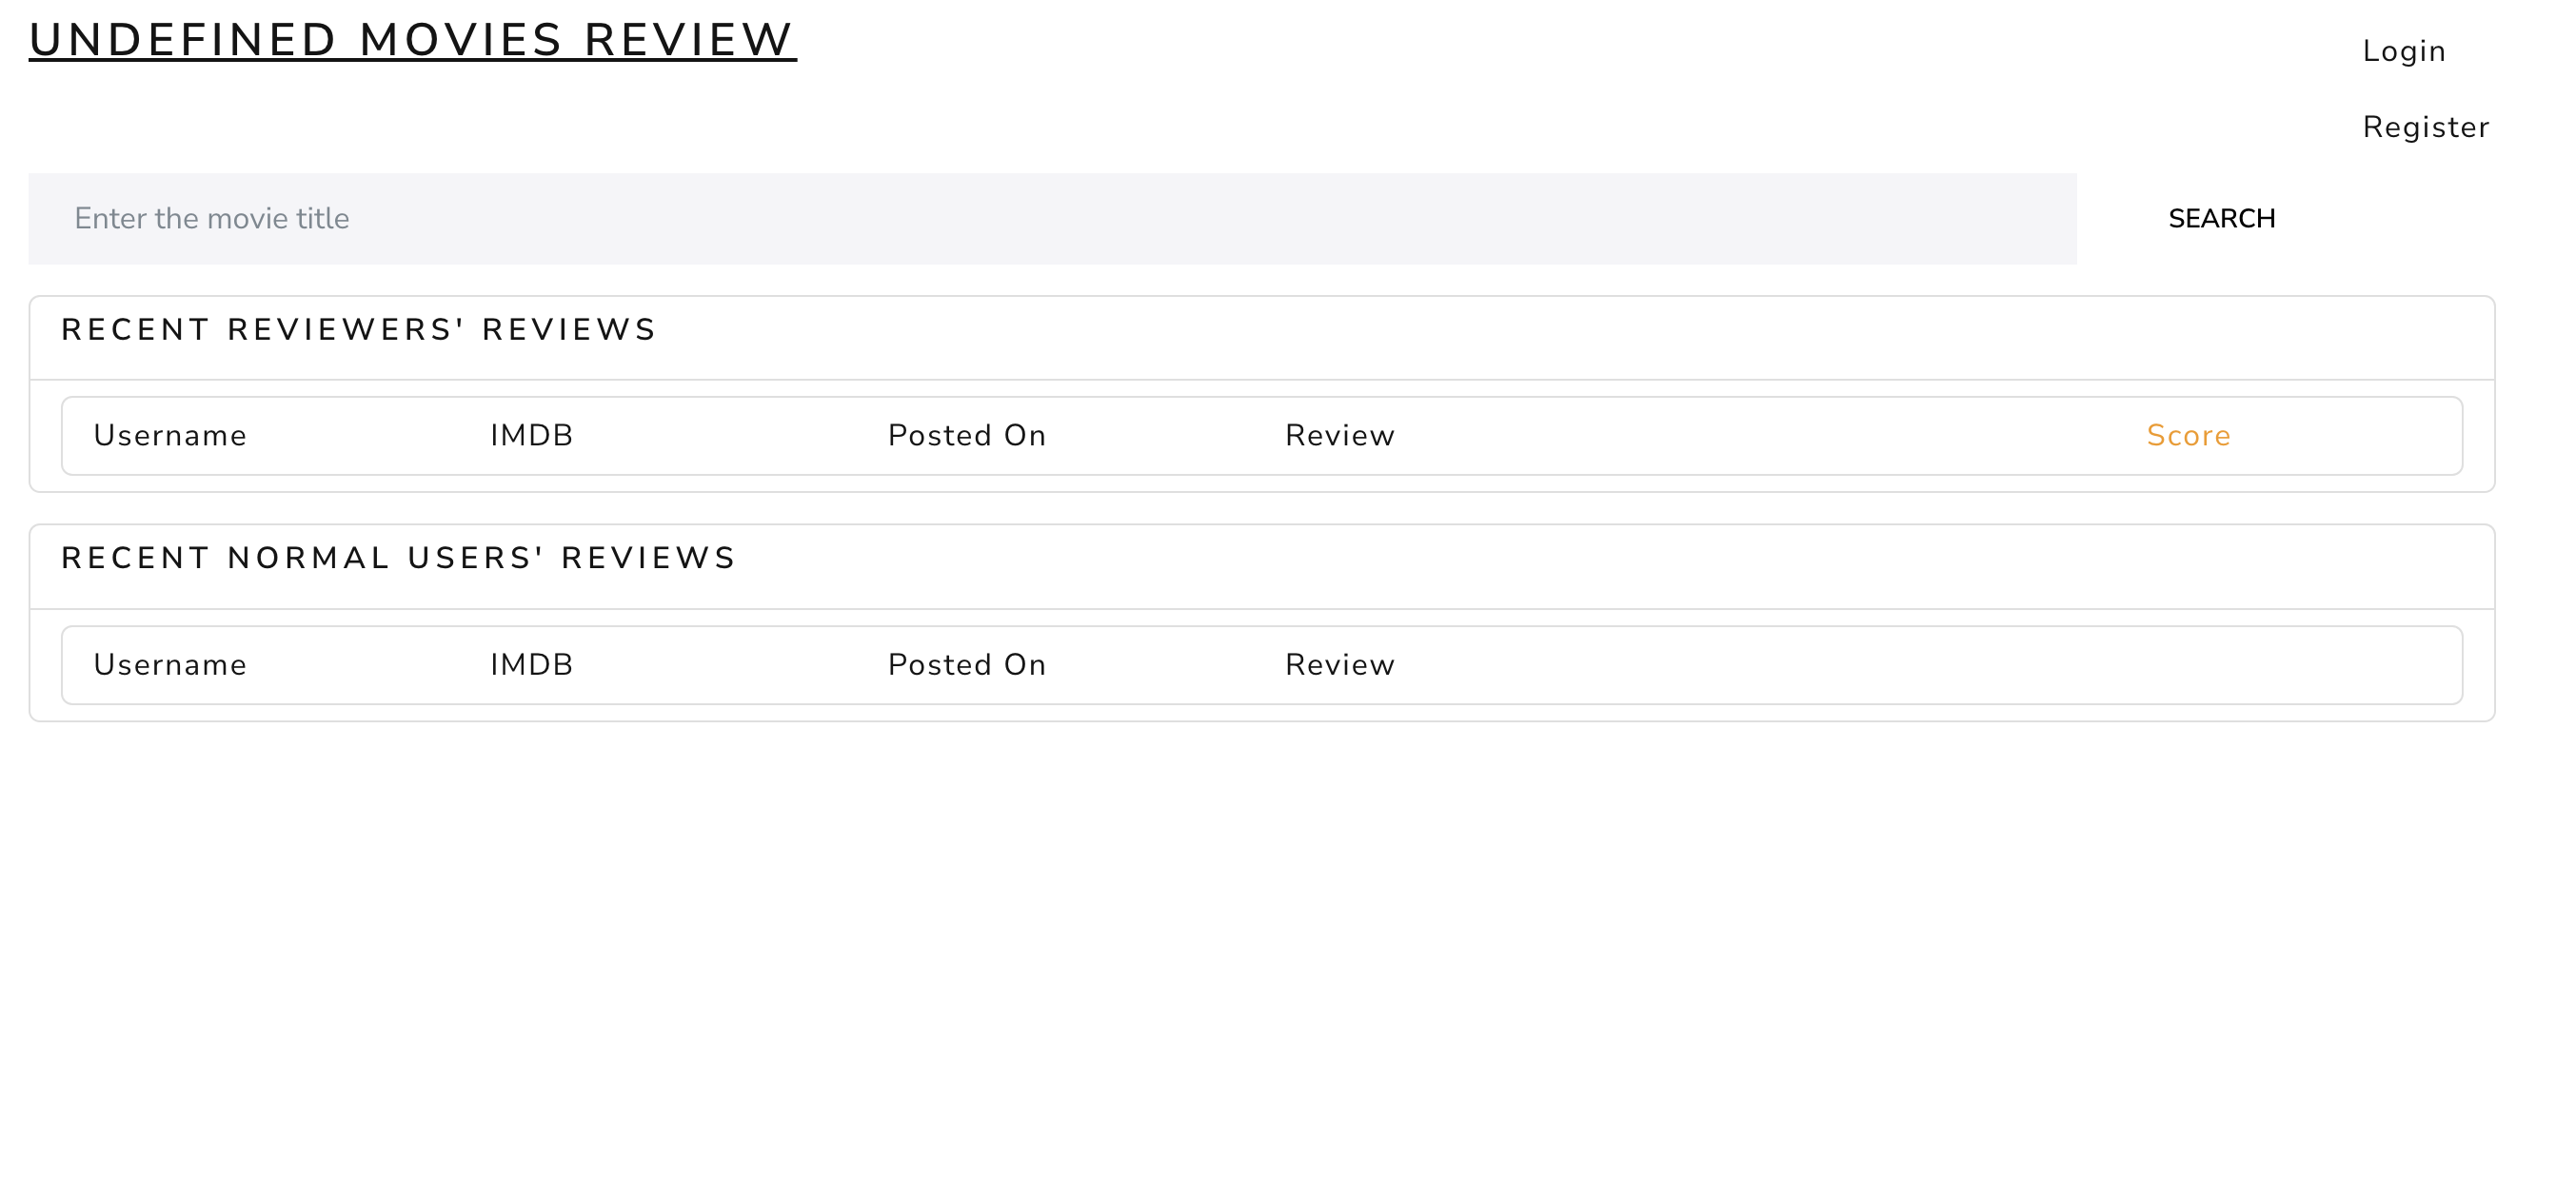 UNDEFINED MOVIES REVIEW
Login
Register
Enter the movie title
SEARCH
RECENT REVIEWERS' REVIEWS
Username IMDB Posted On Review Score
RECENT NORMAL USERS' REVIEWS
Username IMDB Posted On Review